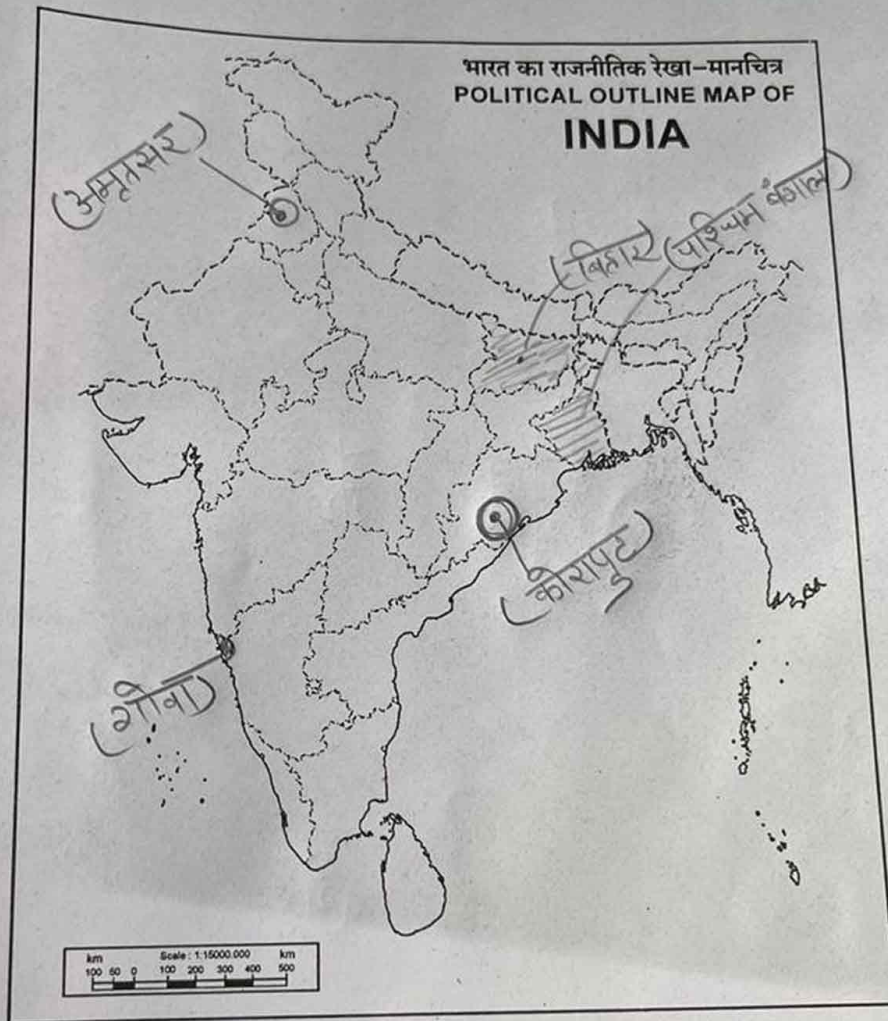 भारत का राजनीतिक रेखा-मानचित्र
POLITICAL OUTLINE MAP OF
INDIA
(अमृतसर)
(बिहार)
(पश्चिम बंगाल)
(कोरापुट)
(गोवा)
km Scale : 1:15000.000 km
100 50 0 100 200 300 400 500